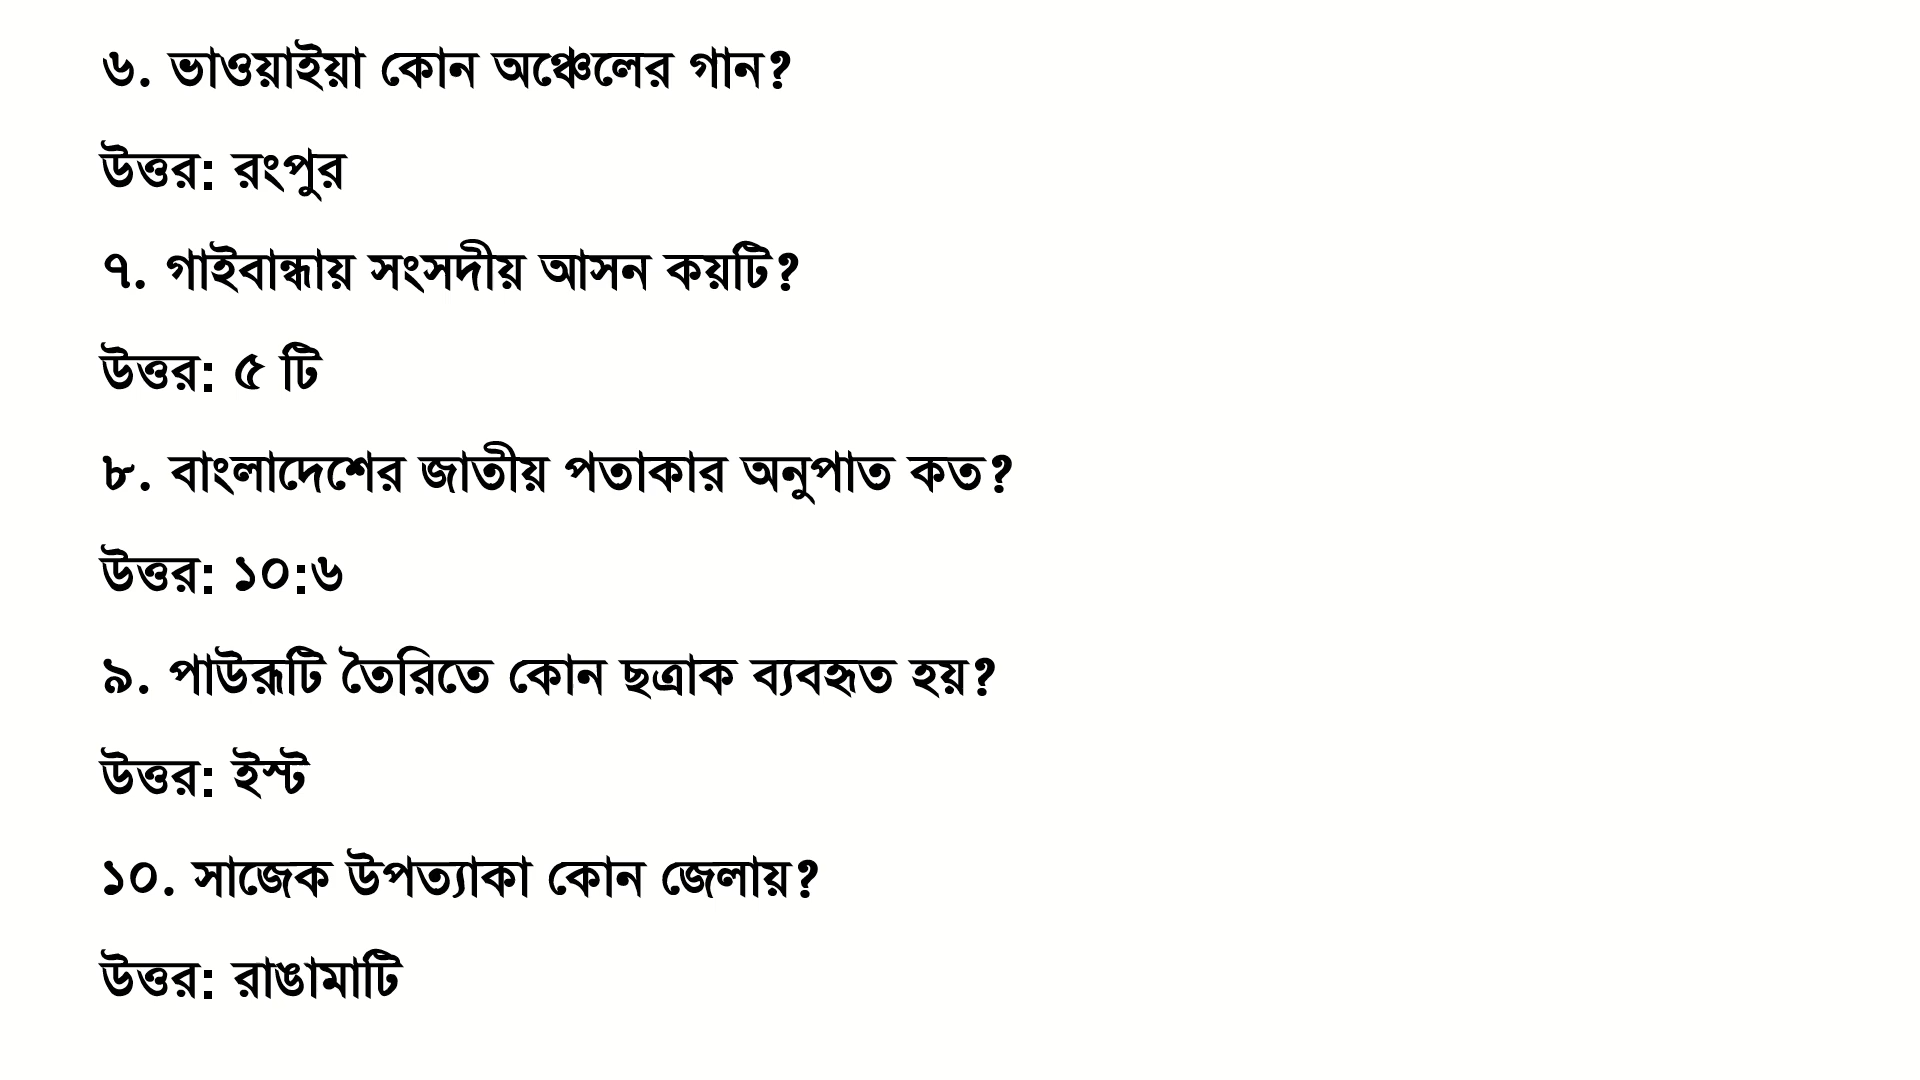 ৬. ভাওয়াইয়া কোন অঞ্চেলের গান?
উত্তর: রংপুর
৭. গাইবান্ধায় সংসদীয় আসন কয়টি?
উত্তর: ৫ টি
৮. বাংলাদেশের জাতীয় পতাকার অনুপাত কত?
উত্তর: ১০:৬
৯. পাউরূটি তৈরিতে কোন ছত্রাক ব্যবহৃত হয়?
উত্তর: ইস্ট
১০. সাজেক উপত্যাকা কোন জেলায়?
উত্তর: রাঙামাটি